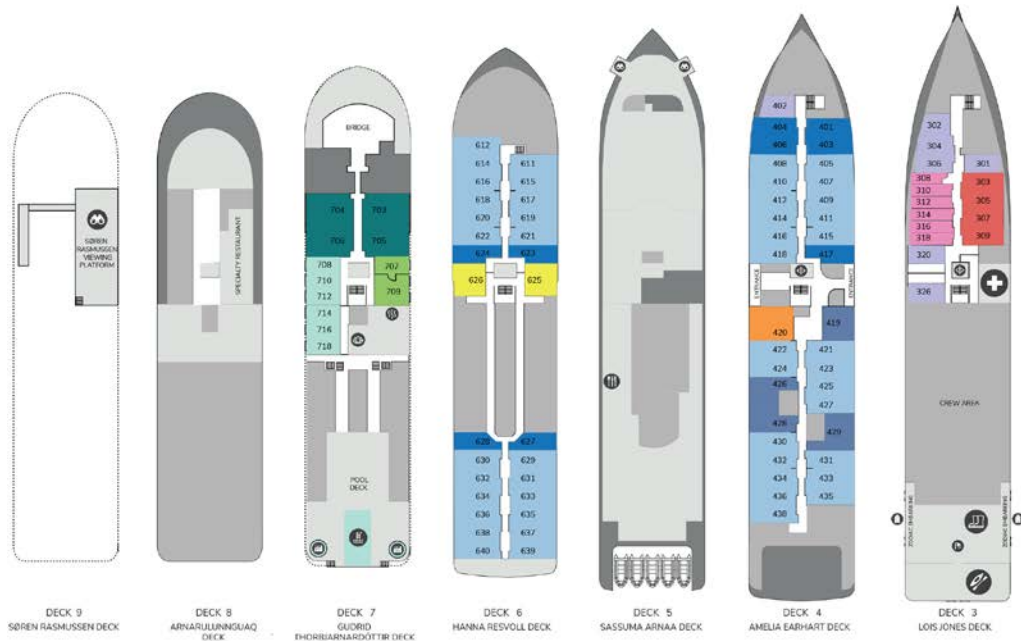 SØREN
RASMUSSEN
VIEWING
PLATFORM
DECK 9
SØREN RASMUSSEN DECK
SPECIALTY RESTAURANT
DECK 8
ARNARULUNNGUAQ
DECK
BRIDGE
704 703
706 705
708 707
710
712 709
714
716
718
POOL
DECK
DECK 7
GUDRID
THORBJARNARDÓTTIR DECK
612
614 611
616 615
618 617
620 619
622 621
624 623
626 625
628 627
630 629
632 631
634 633
636 635
638 637
640 639
DECK 6
HANNA RESVOLL DECK
DECK 5
SASSUMA ARNAA DECK
402
404 401
406 403
408 405
410 407
412 409
414 411
416 415
418 417
ENTRANCE ENTRANCE
420 419
422 421
424 423
426 425
427
428 429
430
432 431
434 433
436 435
438
DECK 4
AMELIA EARHART DECK
302
304
306 301
308 303
310
312 305
314
316 307
318 309
320
326
CREW AREA
ZODIAC EMBARKING ZODIAC EMBARKING
DECK 3
LOIS JONES DECK